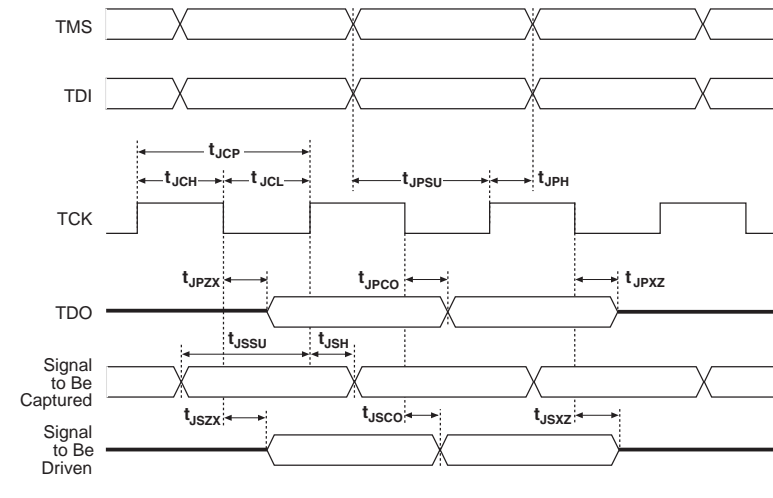 TMS
TDI
tJCP
tJCH
tJCL
tJPSU
tJPH
TCK
tJPZX
tJPCO
tJPXZ
TDO
tJSSU
tJSH
Signal
to Be
Captured
tJSZX
tJSCO
tJSXZ
Signal
to Be
Driven